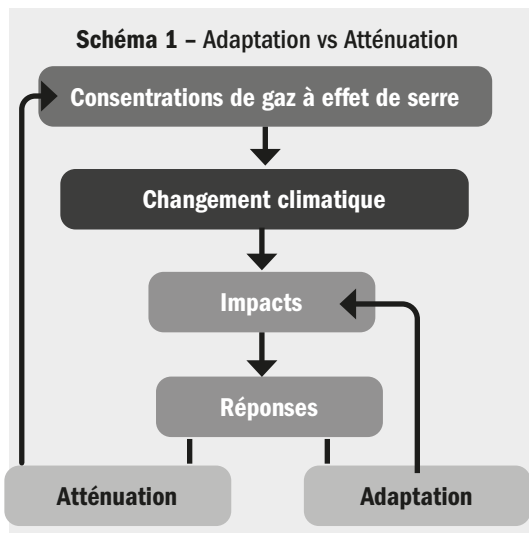 Schéma 1 – Adaptation vs Atténuation
Consentrations de gaz à effet de serre
Changement climatique
Impacts
Réponses
Atténuation
Adaptation